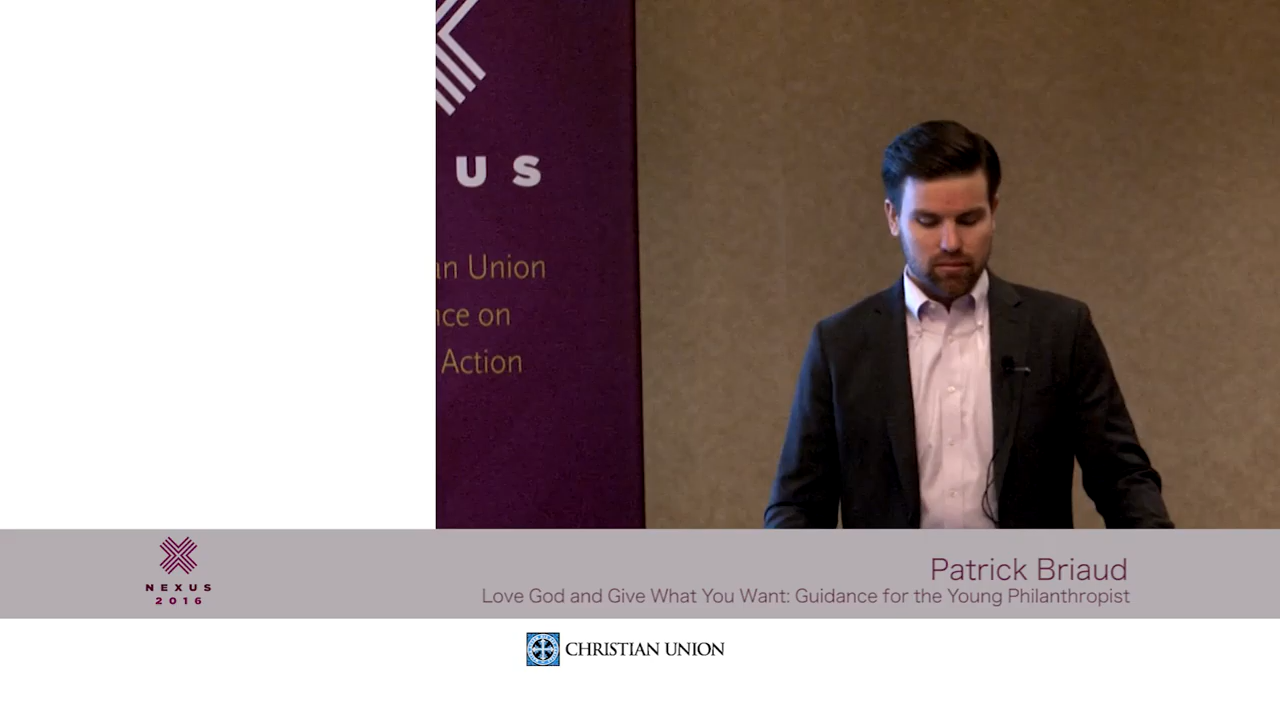 US
an Union
nce on
Action
NEXUS
2016
Patrick Briaud
Love God and Give What You Want: Guidance for the Young Philanthropist
CHRISTIAN UNION